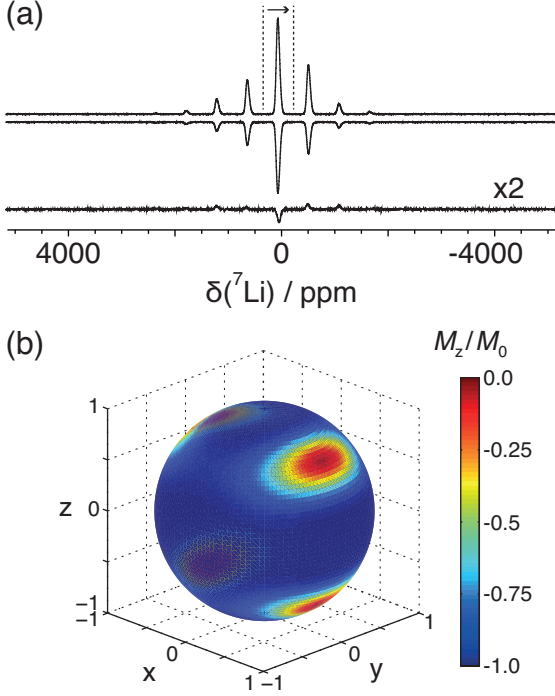 (a)
x2
4000 0 -4000
δ(⁷Li) / ppm
(b)
M_z/M_0
1
0
-1
z
-1
0
1
x
-1
0
1
y
0.0
-0.25
-0.5
-0.75
-1.0